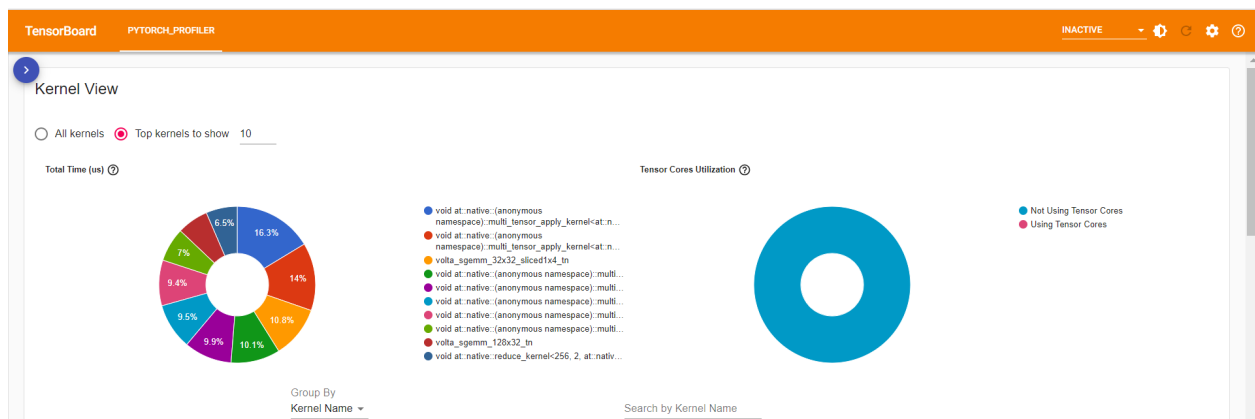 TensorBoard
PYTORCH_PROFILER
INACTIVE
Kernel View
All kernels
Top kernels to show
10
Total Time (us)
16.3%
14%
10.8%
10.1%
9.9%
9.5%
9.4%
7%
6.5%
void at::native::(anonymous
namespace)::multi_tensor_apply_kernel<at::n...
void at::native::(anonymous
namespace)::multi_tensor_apply_kernel<at::n...
volta_sgemm_32x32_sliced1x4_tn
void at::native::(anonymous namespace)::multi...
void at::native::(anonymous namespace)::multi...
void at::native::(anonymous namespace)::multi...
void at::native::(anonymous namespace)::multi...
void at::native::(anonymous namespace)::multi...
volta_sgemm_128x32_tn
void at::native::reduce_kernel<256, 2, at::nativ...
Tensor Cores Utilization
Not Using Tensor Cores
Using Tensor Cores
Group By
Kernel Name
Search by Kernel Name